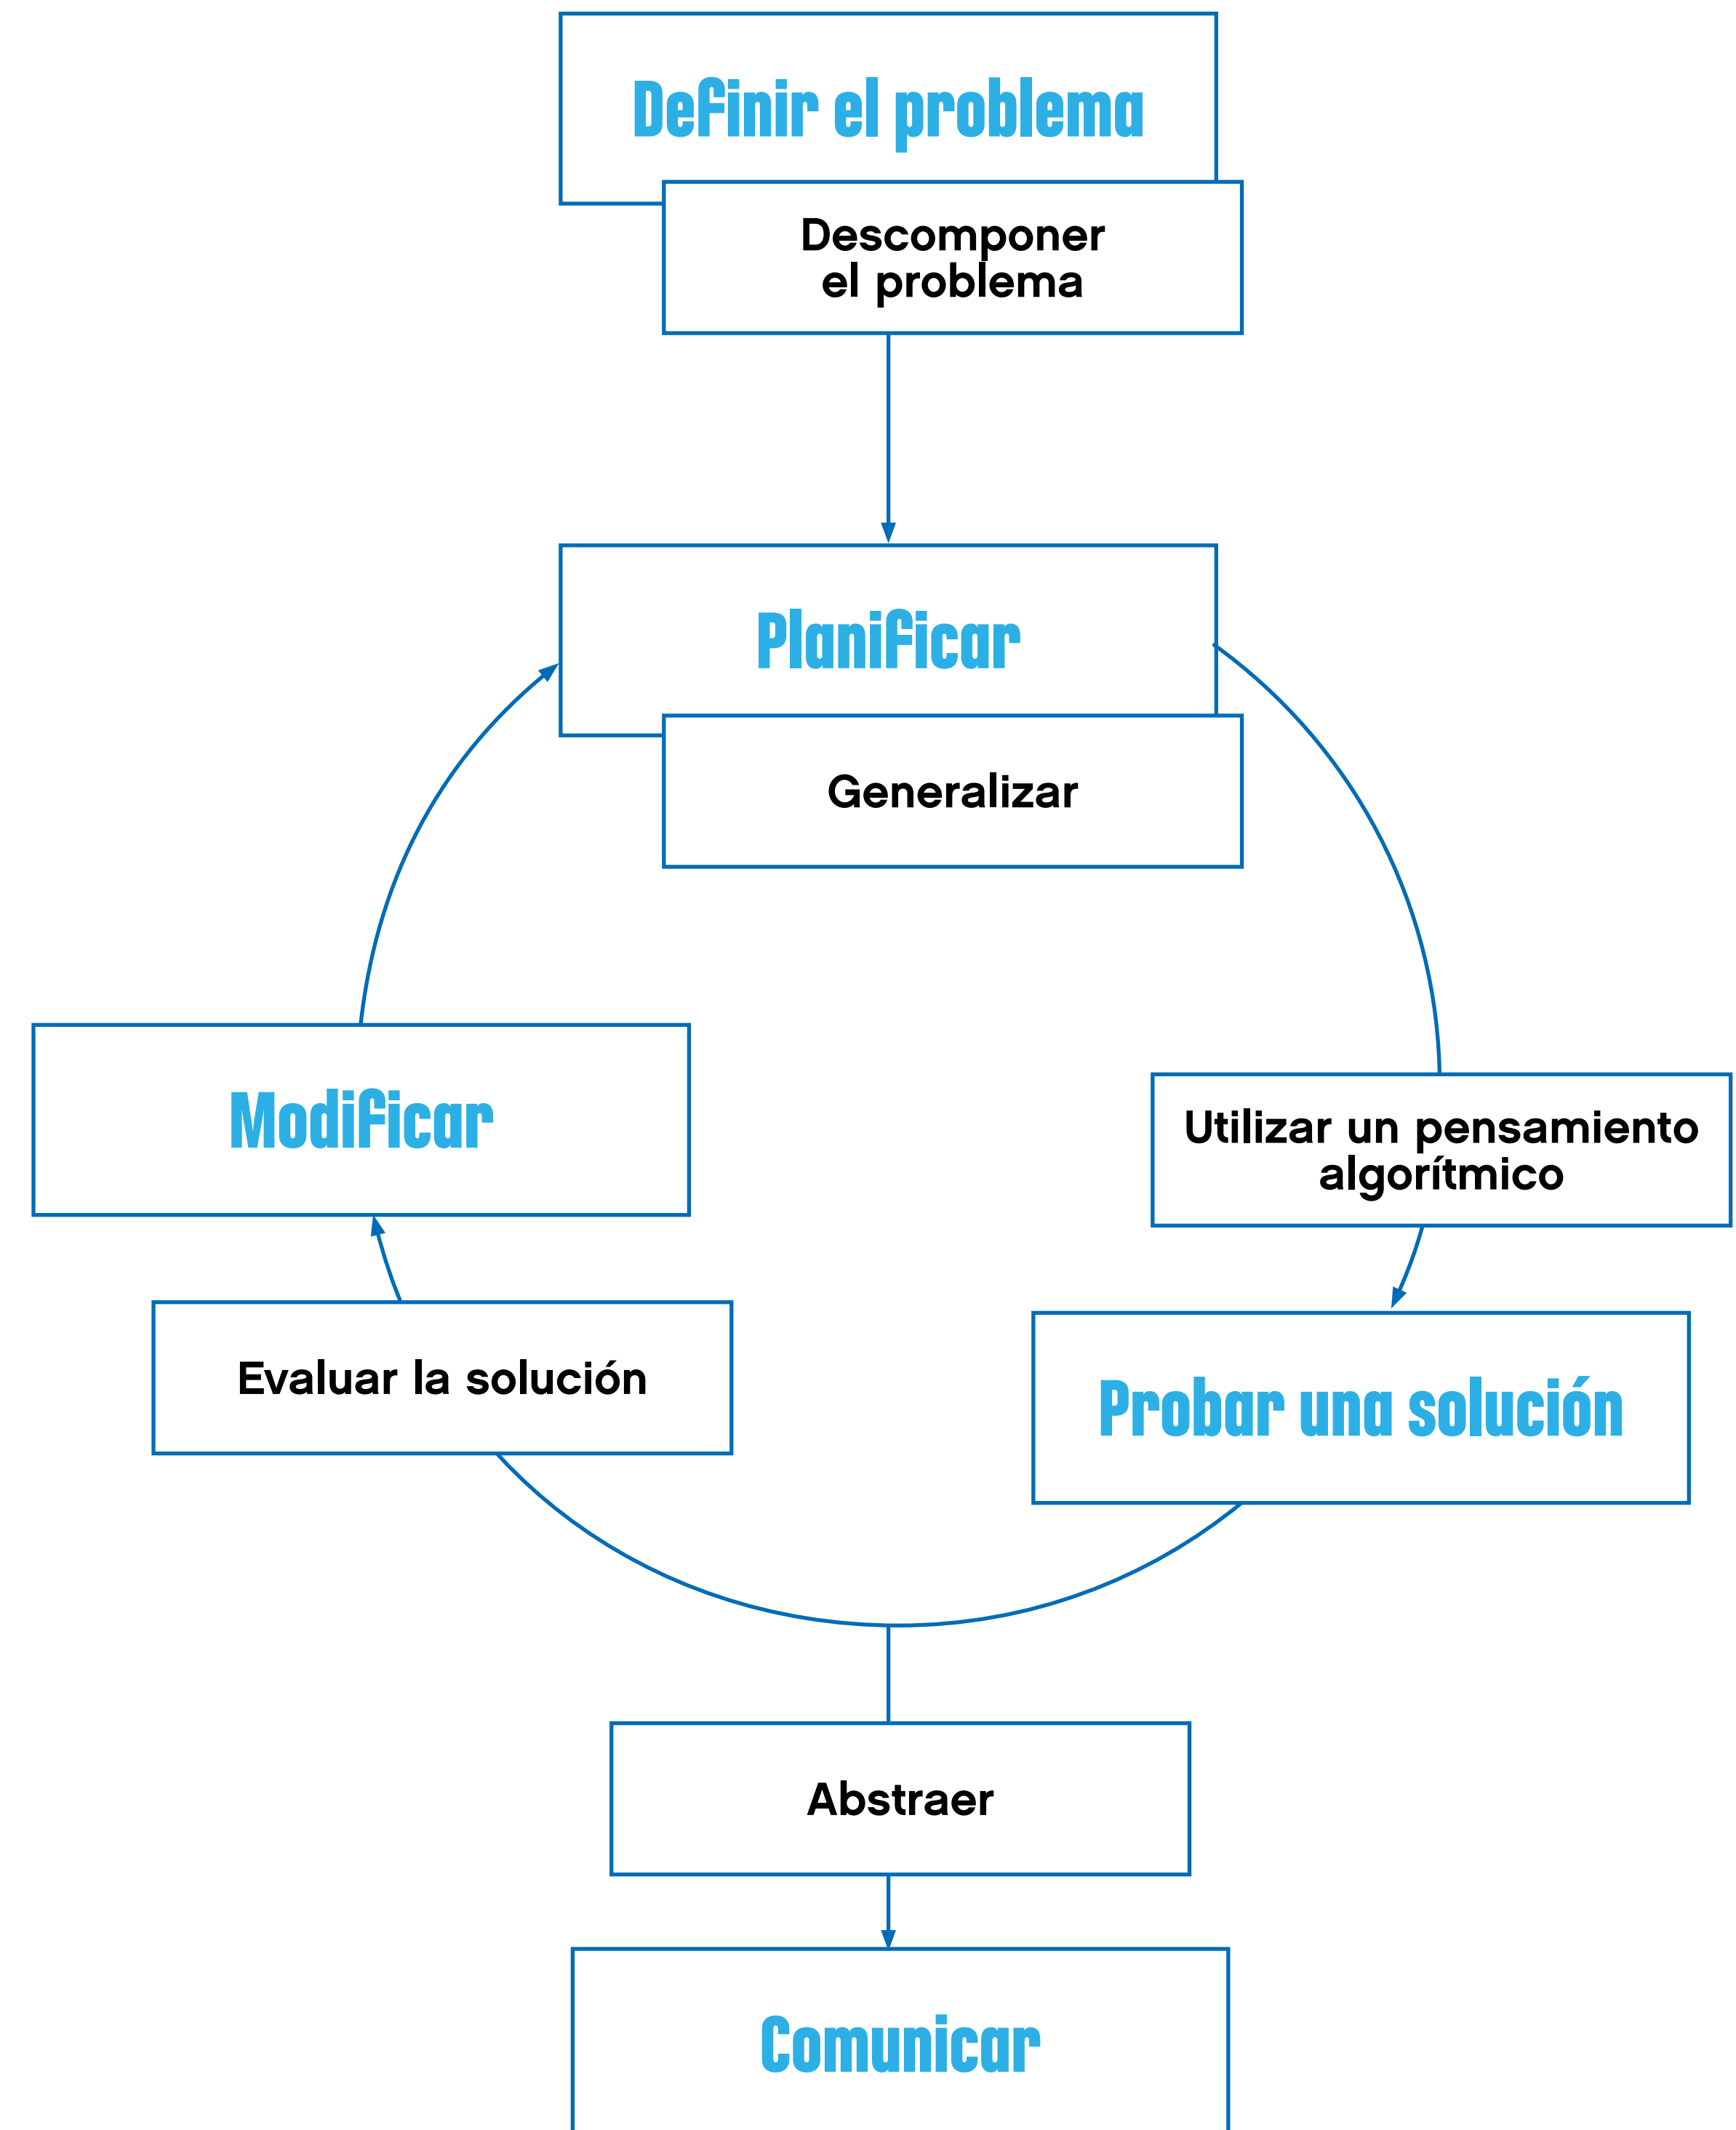 Definir el problema
Descomponer
el problema
Planificar
Generalizar
Modificar
Utilizar un pensamiento
algorítmico
Evaluar la solución
Probar una solución
Abstraer
Comunicar